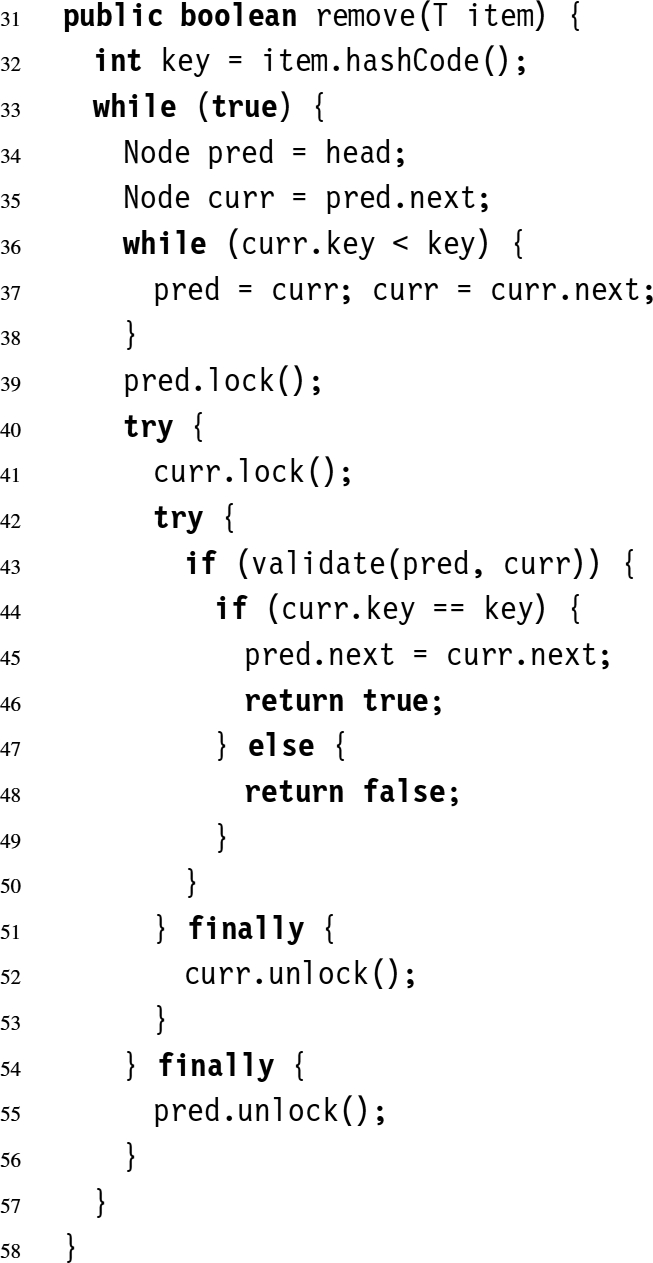 31 public boolean remove(T item) {
32 int key = item.hashCode();
33 while (true) {
34 Node pred = head;
35 Node curr = pred.next;
36 while (curr.key < key) {
37 pred = curr; curr = curr.next;
38 }
39 pred.lock();
40 try {
41 curr.lock();
42 try {
43 if (validate(pred, curr)) {
44 if (curr.key == key) {
45 pred.next = curr.next;
46 return true;
47 } else {
48 return false;
49 }
50 }
51 } finally {
52 curr.unlock();
53 }
54 } finally {
55 pred.unlock();
56 }
57 }
58 }